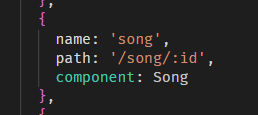 },
{
name: 'song',
path: '/song/:id',
component: Song
},
{